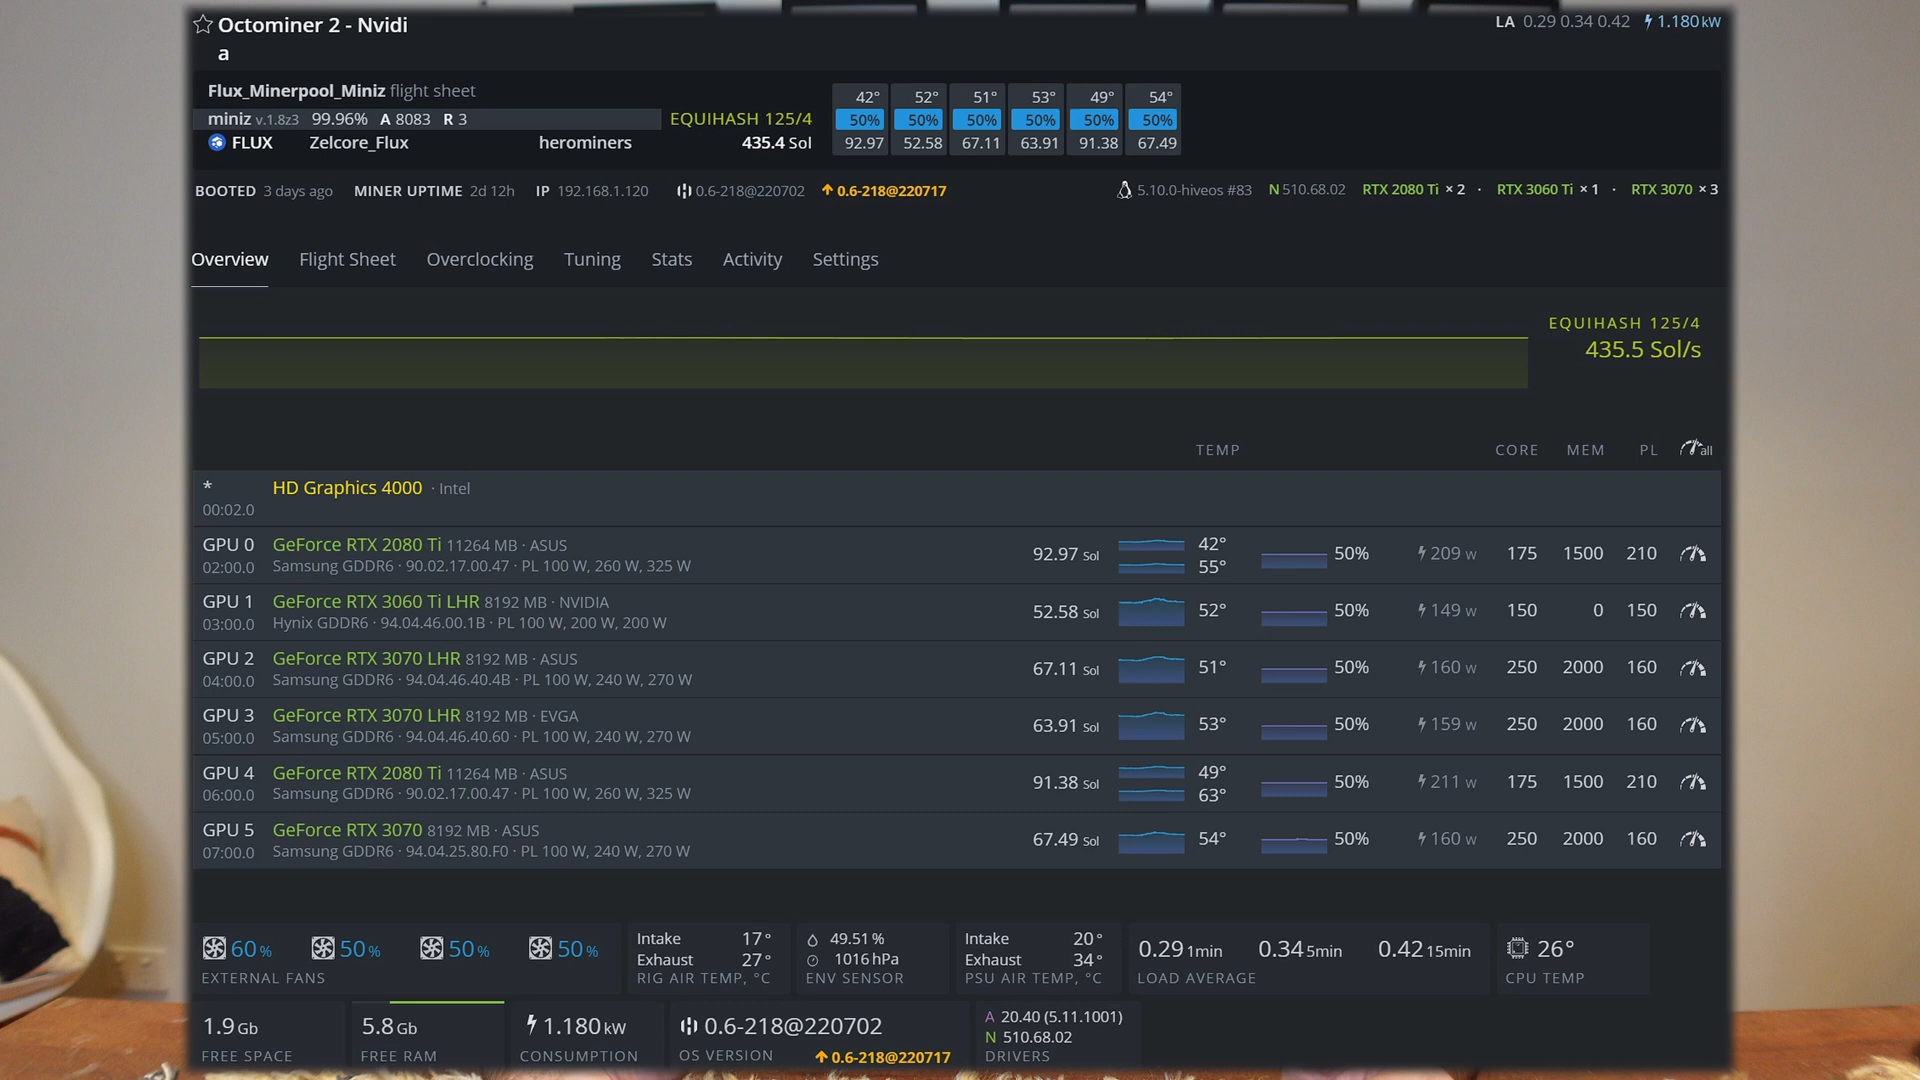 Octominer 2 - Nvidi
a
LA 0.29 0.34 0.42 1.180 kW
Flux_Minerpool_Miniz flight sheet
miniz v.1.8z3 99.96% A 8083 R 3
EQUIHASH 125/4
FLUX Zelcore_Flux herominers 435.4 Sol
42° 52° 51° 53° 49° 54°
50% 50% 50% 50% 50% 50%
92.97 52.58 67.11 63.91 91.38 67.49
BOOTED 3 days ago MINER UPTIME 2d 12h IP 192.168.1.120 0.6-218@220702 0.6-218@220717
5.10.0-hiveos #83 N 510.68.02 RTX 2080 Ti × 2 · RTX 3060 Ti × 1 · RTX 3070 × 3
Overview Flight Sheet Overclocking Tuning Stats Activity Settings
EQUIHASH 125/4
435.5 Sol/s
TEMP CORE MEM PL all
* HD Graphics 4000 · Intel
00:02.0
GPU 0 GeForce RTX 2080 Ti 11264 MB · ASUS
02:00.0 Samsung GDDR6 · 90.02.17.00.47 · PL 100 W, 260 W, 325 W
92.97 Sol 42° 55° 50% 209 W 175 1500 210
GPU 1 GeForce RTX 3060 Ti LHR 8192 MB · NVIDIA
03:00.0 Hynix GDDR6 · 94.04.46.00.1B · PL 100 W, 200 W, 200 W
52.58 Sol 52° 50% 149 W 150 0 150
GPU 2 GeForce RTX 3070 LHR 8192 MB · ASUS
04:00.0 Samsung GDDR6 · 94.04.46.40.4B · PL 100 W, 240 W, 270 W
67.11 Sol 51° 50% 160 W 250 2000 160
GPU 3 GeForce RTX 3070 LHR 8192 MB · EVGA
05:00.0 Samsung GDDR6 · 94.04.46.40.60 · PL 100 W, 240 W, 270 W
63.91 Sol 53° 50% 159 W 250 2000 160
GPU 4 GeForce RTX 2080 Ti 11264 MB · ASUS
06:00.0 Samsung GDDR6 · 90.02.17.00.47 · PL 100 W, 260 W, 325 W
91.38 Sol 49° 63° 50% 211 W 175 1500 210
GPU 5 GeForce RTX 3070 8192 MB · ASUS
07:00.0 Samsung GDDR6 · 94.04.25.80.F0 · PL 100 W, 240 W, 270 W
67.49 Sol 54° 50% 160 W 250 2000 160
60 % 50 % 50 % 50 %
EXTERNAL FANS
Intake 17°
Exhaust 27°
RIG AIR TEMP, °C
49.51 %
1016 hPa
ENV SENSOR
Intake 20°
Exhaust 34°
PSU AIR TEMP, °C
0.29 1min 0.34 5min 0.42 15min
LOAD AVERAGE
26°
CPU TEMP
1.9 Gb
FREE SPACE
5.8 Gb
FREE RAM
1.180 kW
CONSUMPTION
0.6-218@220702
OS VERSION 0.6-218@220717
A 20.40 (5.11.1001)
N 510.68.02
DRIVERS